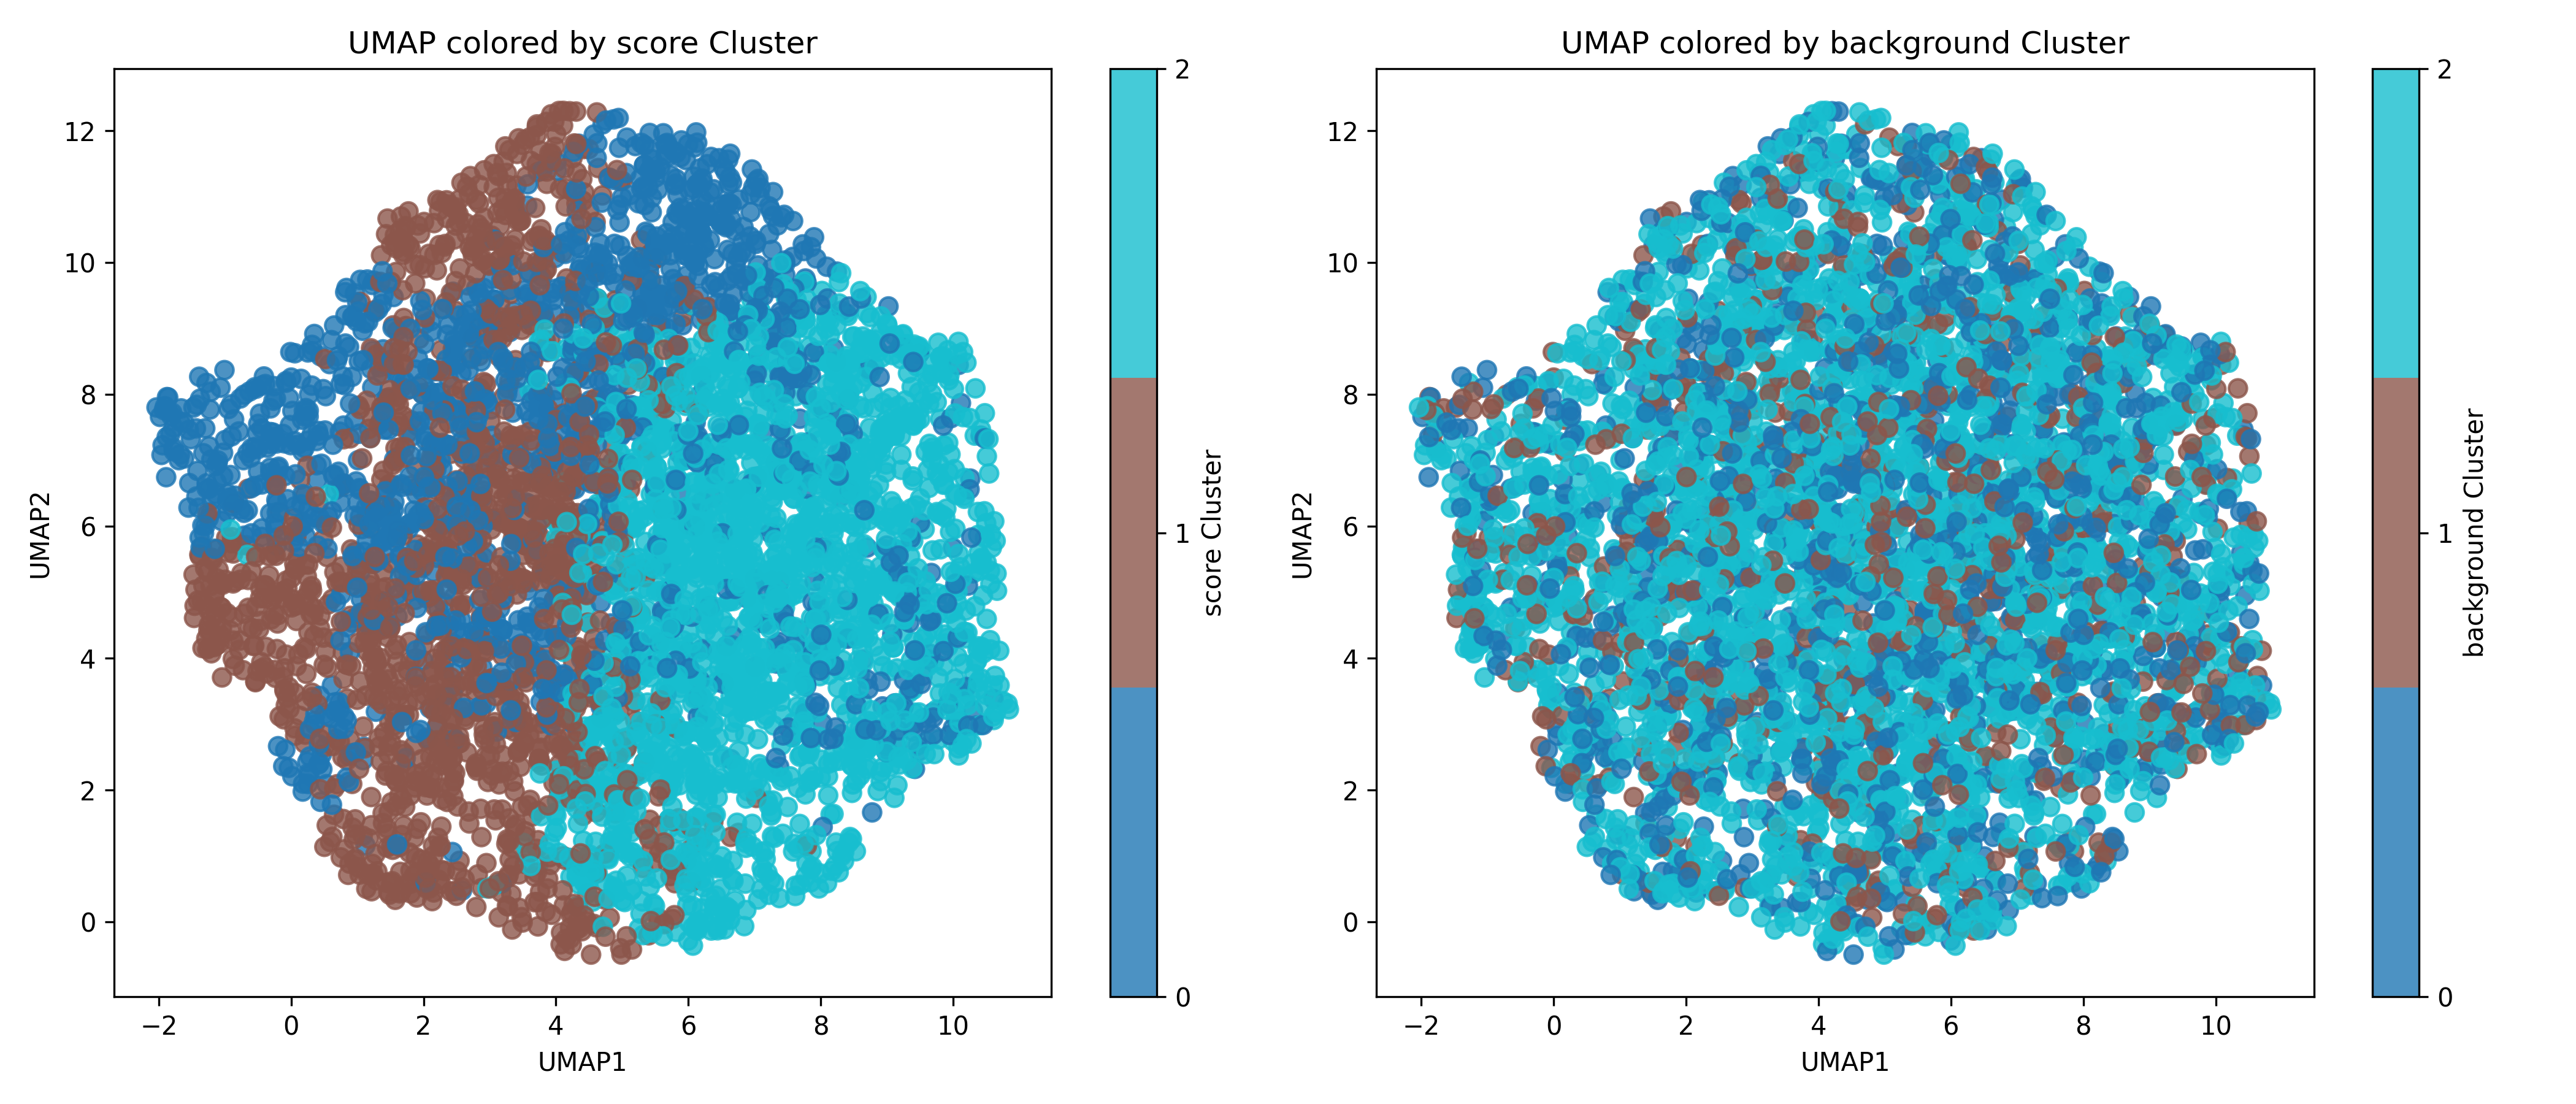 UMAP colored by score Cluster
12
10
8
6
4
2
0
UMAP2
−2 0 2 4 6 8 10
UMAP1
2
1
0
score Cluster
UMAP colored by background Cluster
12
10
8
6
4
2
0
UMAP2
−2 0 2 4 6 8 10
UMAP1
2
1
0
background Cluster